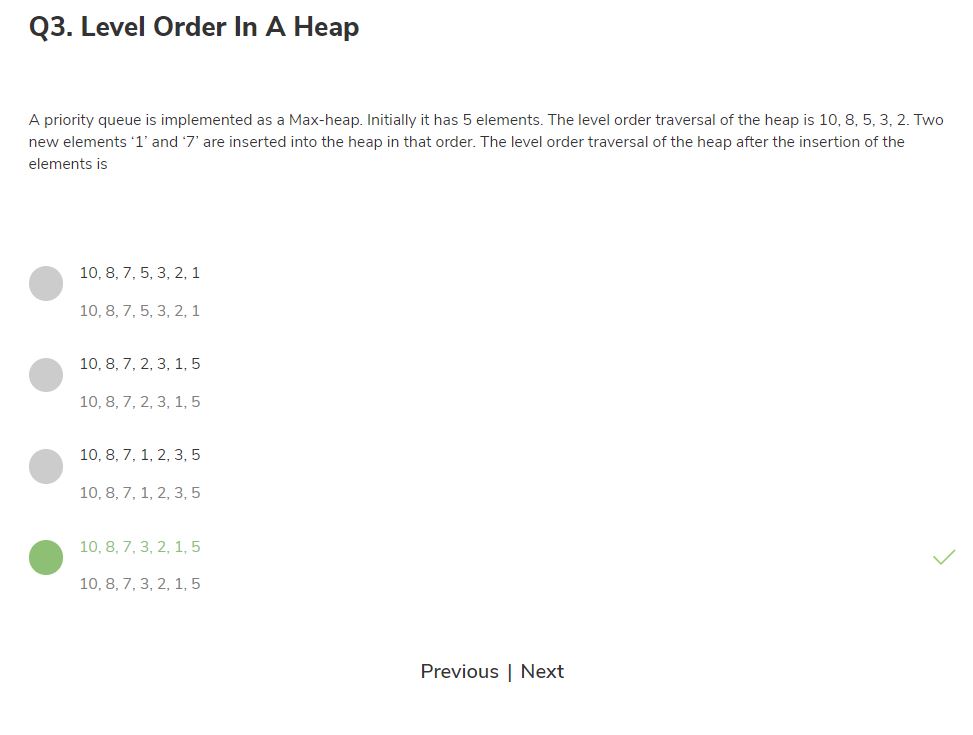 Q3. Level Order In A Heap
A priority queue is implemented as a Max-heap. Initially it has 5 elements. The level order traversal of the heap is 10, 8, 5, 3, 2. Two
new elements ‘1’ and ‘7’ are inserted into the heap in that order. The level order traversal of the heap after the insertion of the
elements is
10, 8, 7, 5, 3, 2, 1
10, 8, 7, 5, 3, 2, 1
10, 8, 7, 2, 3, 1, 5
10, 8, 7, 2, 3, 1, 5
10, 8, 7, 1, 2, 3, 5
10, 8, 7, 1, 2, 3, 5
10, 8, 7, 3, 2, 1, 5
10, 8, 7, 3, 2, 1, 5
Previous | Next